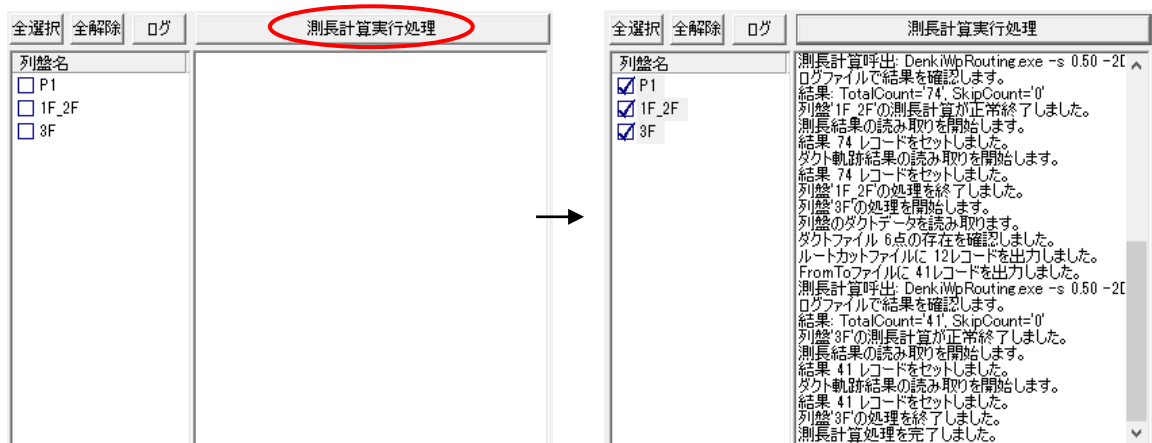 全選択 全解除 ログ 測長計算実行処理
列盤名
P1
1F_2F
3F
全選択 全解除 ログ 測長計算実行処理
列盤名
P1
1F_2F
3F
測長計算呼出: DenkiWpRouting.exe -s 0.50 -2D
ログファイルで結果を確認します。
結果: TotalCount='74', SkipCount='0'
列盤'1F_2F'の測長計算が正常終了しました。
測長結果の読み取りを開始します。
結果 74 レコードをセットしました。
ダクト軌跡結果の読み取りを開始します。
結果 74 レコードをセットしました。
列盤'1F_2F'の処理を終了しました。
列盤'3F'の処理を開始します。
列盤のダクトデータを読み取ります。
ダクトファイル 6点の存在を確認しました。
ルートカットファイルに 12レコードを出力しました。
FromToファイルに 41レコードを出力しました。
測長計算呼出: DenkiWpRouting.exe -s 0.50 -2D
ログファイルで結果を確認します。
結果: TotalCount='41', SkipCount='0'
列盤'3F'の測長計算が正常終了しました。
測長結果の読み取りを開始します。
結果 41 レコードをセットしました。
ダクト軌跡結果の読み取りを開始します。
結果 41 レコードをセットしました。
列盤'3F'の処理を終了しました。
測長計算処理を完了しました。